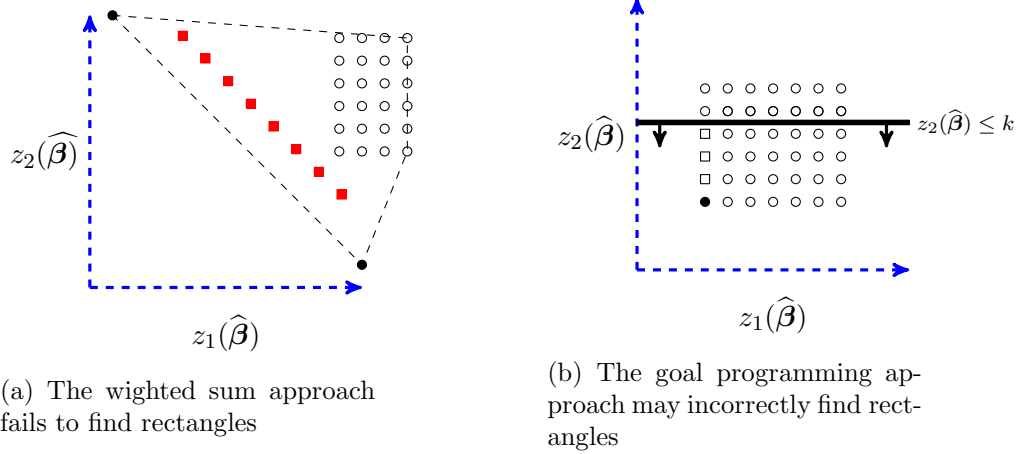 z₂(𝜷̂)
z₁(𝜷̂)
(a) The wighted sum approach
fails to find rectangles
z₂(𝜷̂)
z₂(𝜷̂) ≤ k
z₁(𝜷̂)
(b) The goal programming ap-
proach may incorrectly find rect-
angles